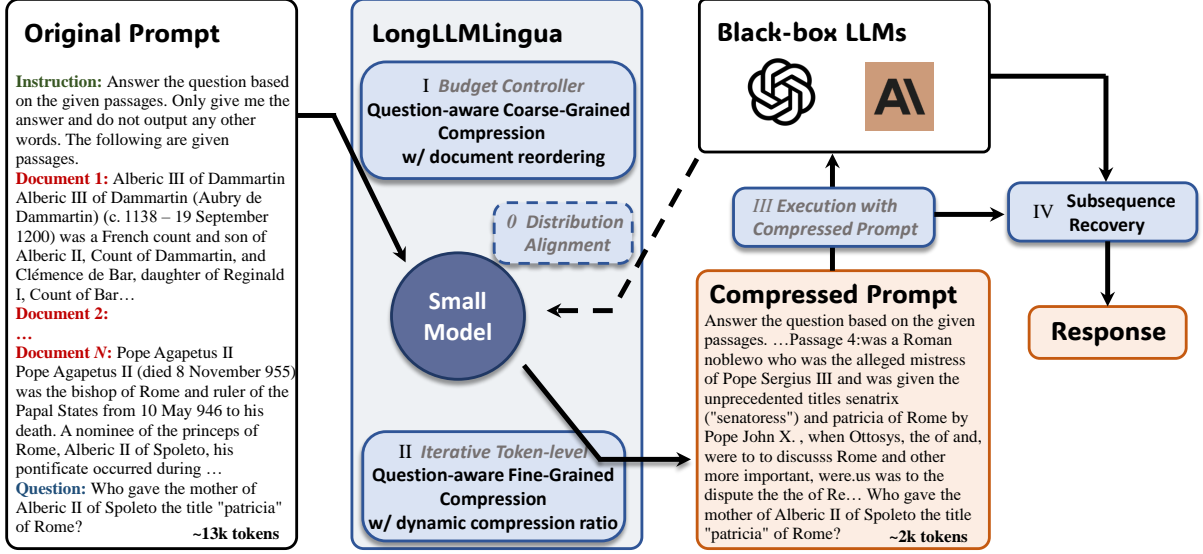 Original Prompt
Instruction: Answer the question based
on the given passages. Only give me the
answer and do not output any other
words. The following are given
passages.
Document 1: Alberic III of Dammartin
Alberic III of Dammartin (Aubry de
Dammartin) (c. 1138 – 19 September
1200) was a French count and son of
Alberic II, Count of Dammartin, and
Clémence de Bar, daughter of Reginald
I, Count of Bar…
Document 2:
…
Document N: Pope Agapetus II
Pope Agapetus II (died 8 November 955)
was the bishop of Rome and ruler of the
Papal States from 10 May 946 to his
death. A nominee of the princeps of
Rome, Alberic II of Spoleto, his
pontificate occurred during …
Question: Who gave the mother of
Alberic II of Spoleto the title "patricia"
of Rome?
~13k tokens
LongLLMLingua
I Budget Controller
Question-aware Coarse-Grained
Compression
w/ document reordering
0 Distribution
Alignment
Small
Model
II Iterative Token-level
Question-aware Fine-Grained
Compression
w/ dynamic compression ratio
Black-box LLMs
AI
III Execution with
Compressed Prompt
IV Subsequence
Recovery
Compressed Prompt
Answer the question based on the given
passages. …Passage 4:was a Roman
noblewo who was the alleged mistress
of Pope Sergius III and was given the
unprecedented titles senatrix
("senatoress") and patricia of Rome by
Pope John X. , when Ottosys, the of and,
were to to discusss Rome and other
more important, were.us was to the
dispute the the of Re… Who gave the
mother of Alberic II of Spoleto the title
"patricia" of Rome?
~2k tokens
Response